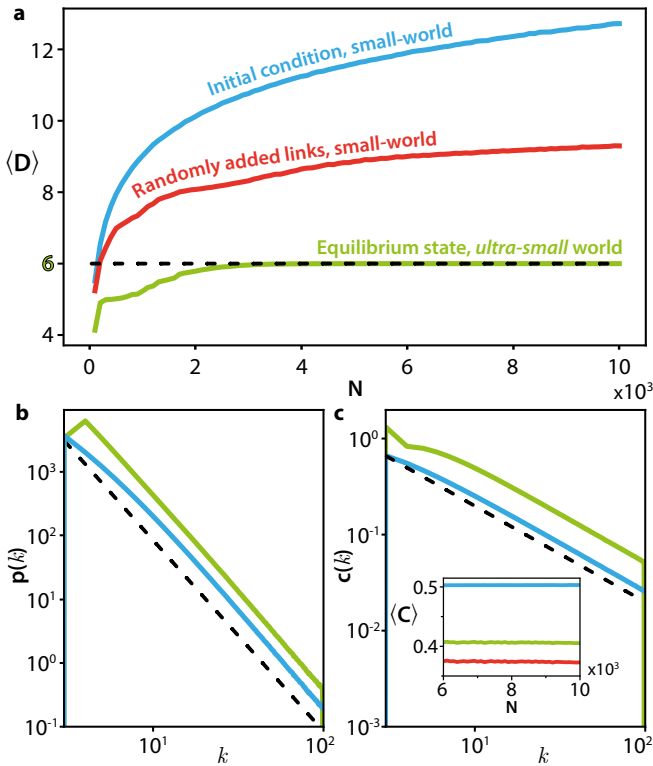 a
12
10
8
6
4
⟨D⟩
Initial condition, small-world
Randomly added links, small-world
Equilibrium state, ultra-small world
0
2
4
6
8
10
N
×10³
b
10³
10²
10¹
10⁰
10⁻¹
p(k)
10¹
10²
k
c
10⁰
10⁻¹
10⁻²
10⁻³
c(k)
0.5
0.4
⟨C⟩
6
8
10
×10³
N
10¹
10²
k